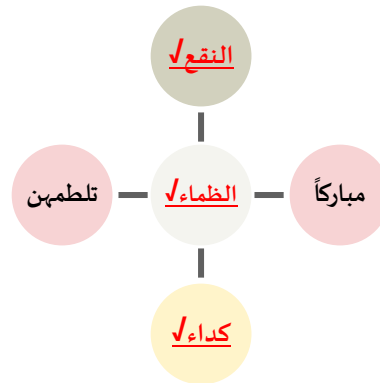 النقع√
مباركاً
الظماء√
تلطمهن
كداء√